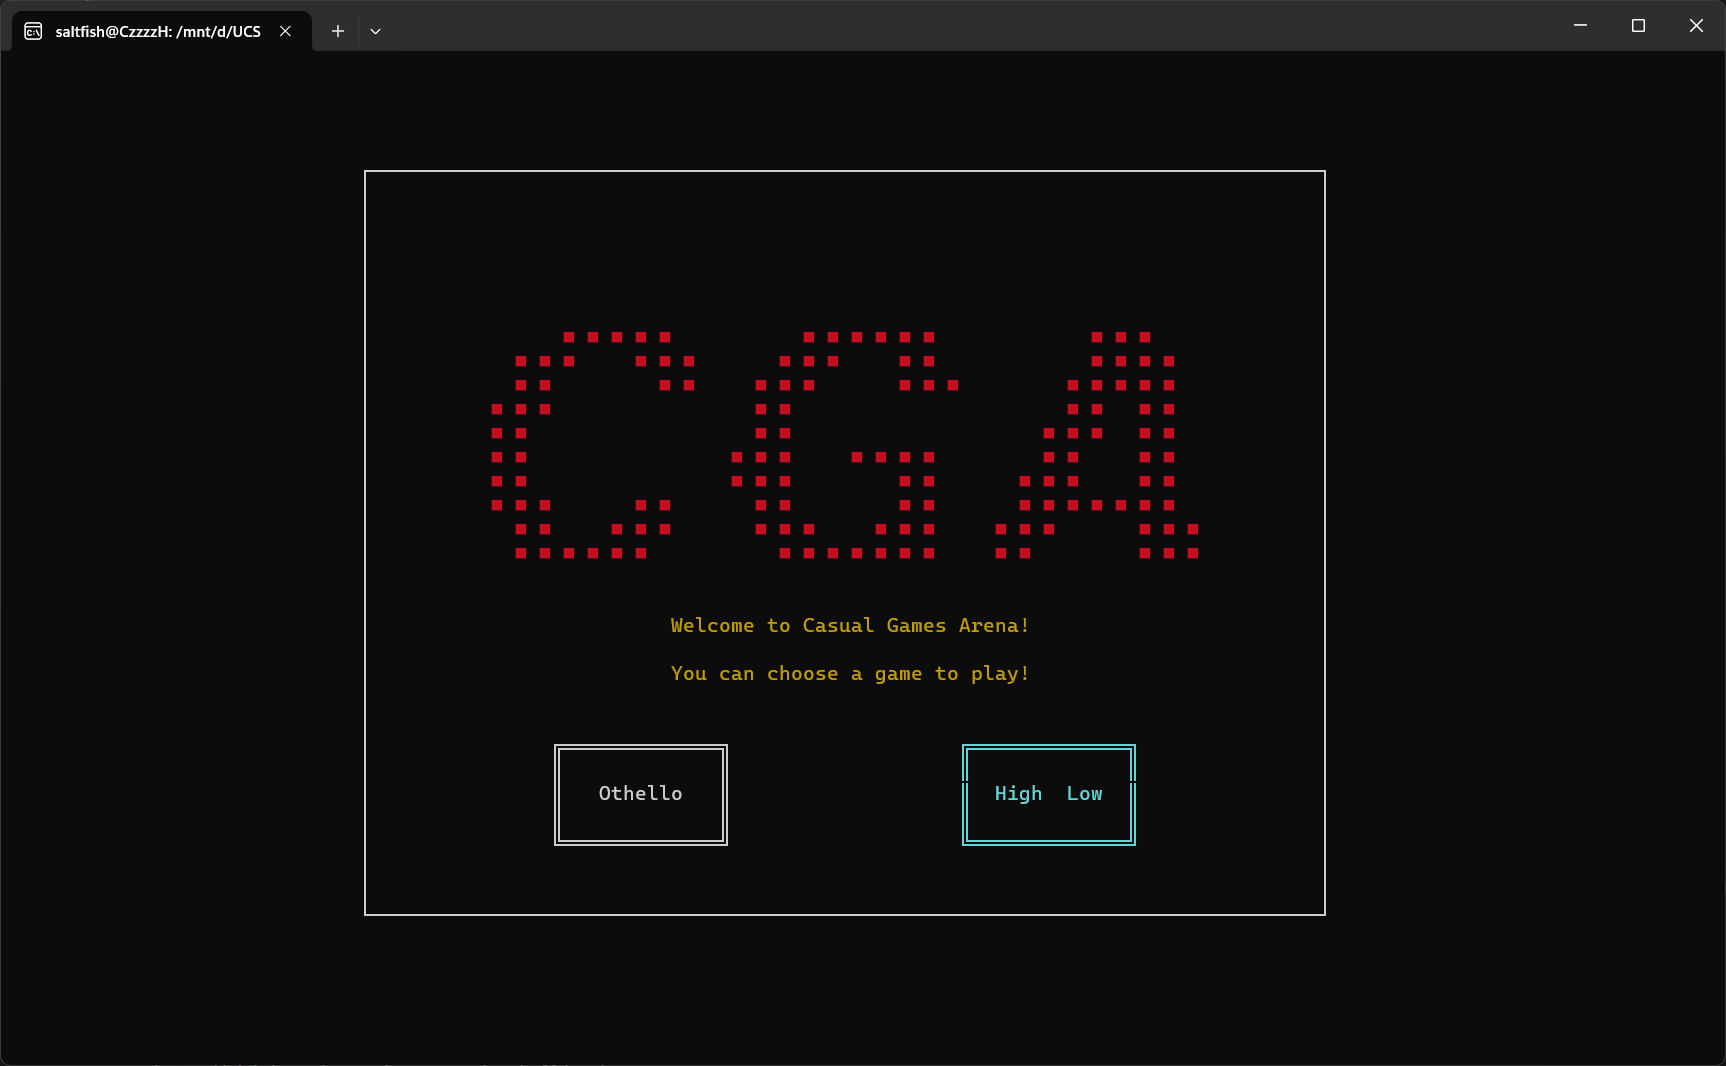 saltfish@CzzzzH: /mnt/d/UCS
CGA
Welcome to Casual Games Arena!
You can choose a game to play!
Othello
High  Low